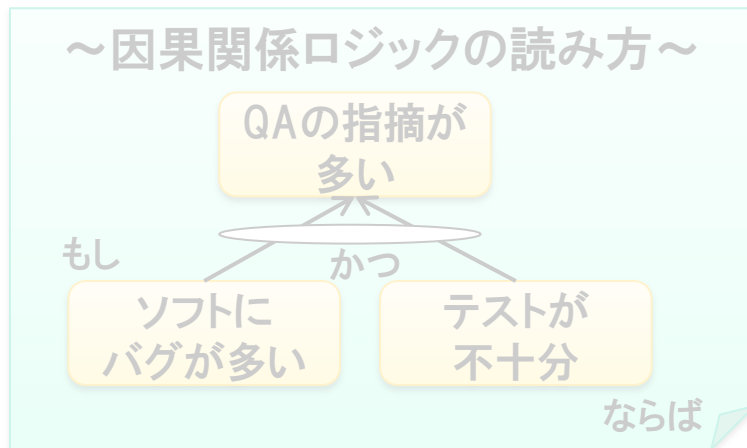 ～因果関係ロジックの読み方～
QAの指摘が
多い
もし
かつ
ソフトに
バグが多い
テストが
不十分
ならば